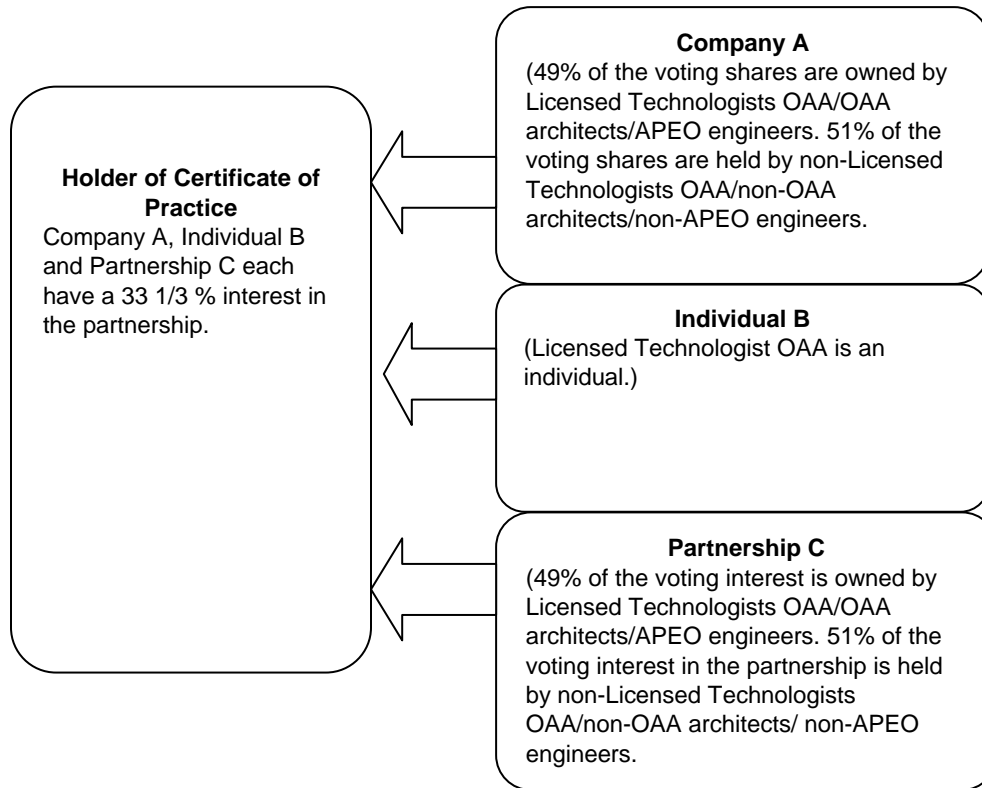 Holder of Certificate of
Practice
Company A, Individual B
and Partnership C each
have a 33 1/3 % interest in
the partnership.
Company A
(49% of the voting shares are owned by
Licensed Technologists OAA/OAA
architects/APEO engineers. 51% of the
voting shares are held by non-Licensed
Technologists OAA/non-OAA
architects/non-APEO engineers.
Individual B
(Licensed Technologist OAA is an
individual.)
Partnership C
(49% of the voting interest is owned by
Licensed Technologists OAA/OAA
architects/APEO engineers. 51% of the
voting interest in the partnership is held
by non-Licensed Technologists
OAA/non-OAA architects/ non-APEO
engineers.